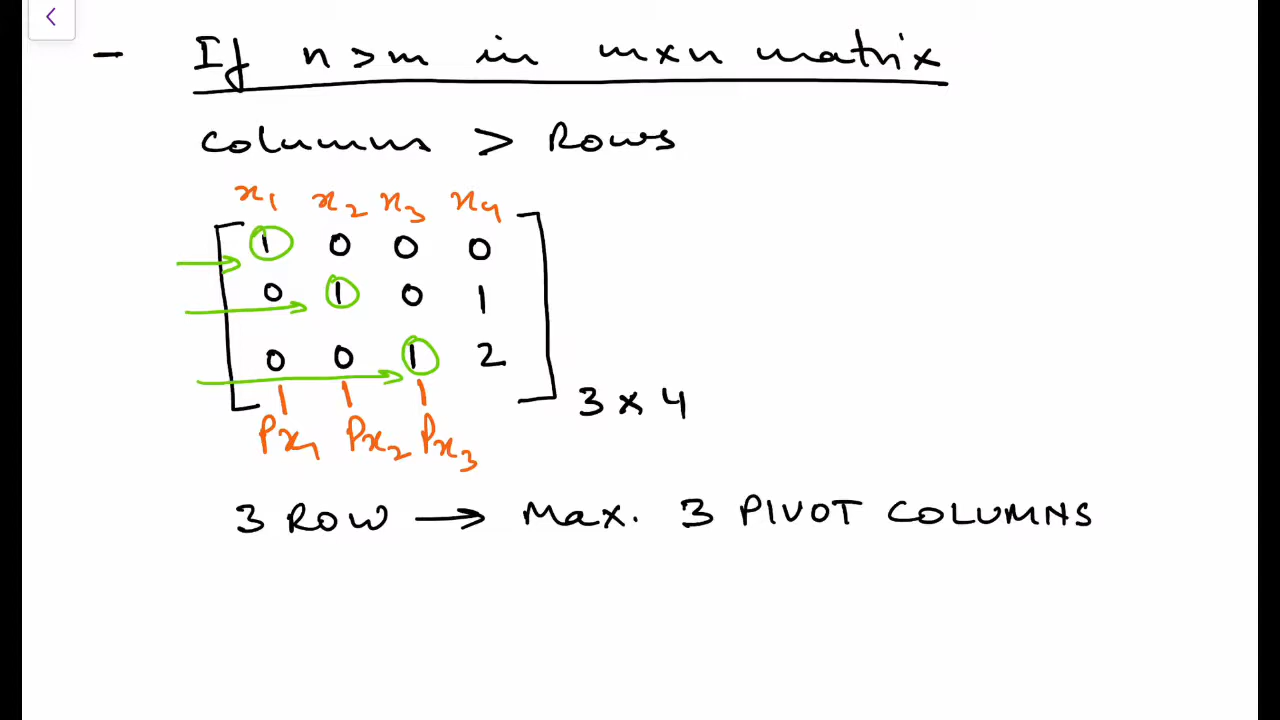 - If n>m in mxn matrix
columns > Rows
x1 x2 x3 x4
1 0 0 0
0 1 0 1
0 0 1 2
3 x 4
Px1 Px2 Px3
3 ROW → Max. 3 PIVOT COLUMNS